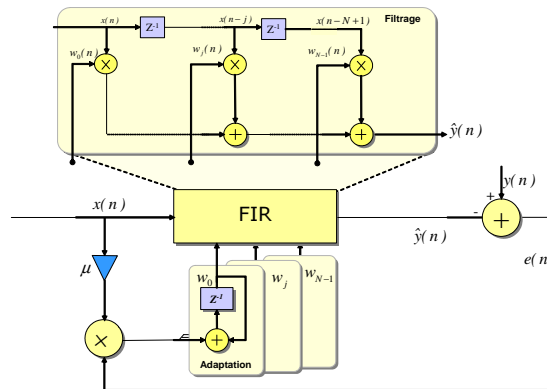 Filtrage
x(n) Z⁻¹ x(n−j) Z⁻¹ x(n−N+1)
w₀(n) × wⱼ(n) × w_{N−1}(n) ×
+ + ŷ(n)
x(n) FIR ŷ(n) - + y(n)
+
e(n
μ
w₀ wⱼ w_{N−1}
Z⁻¹
× +
Adaptation